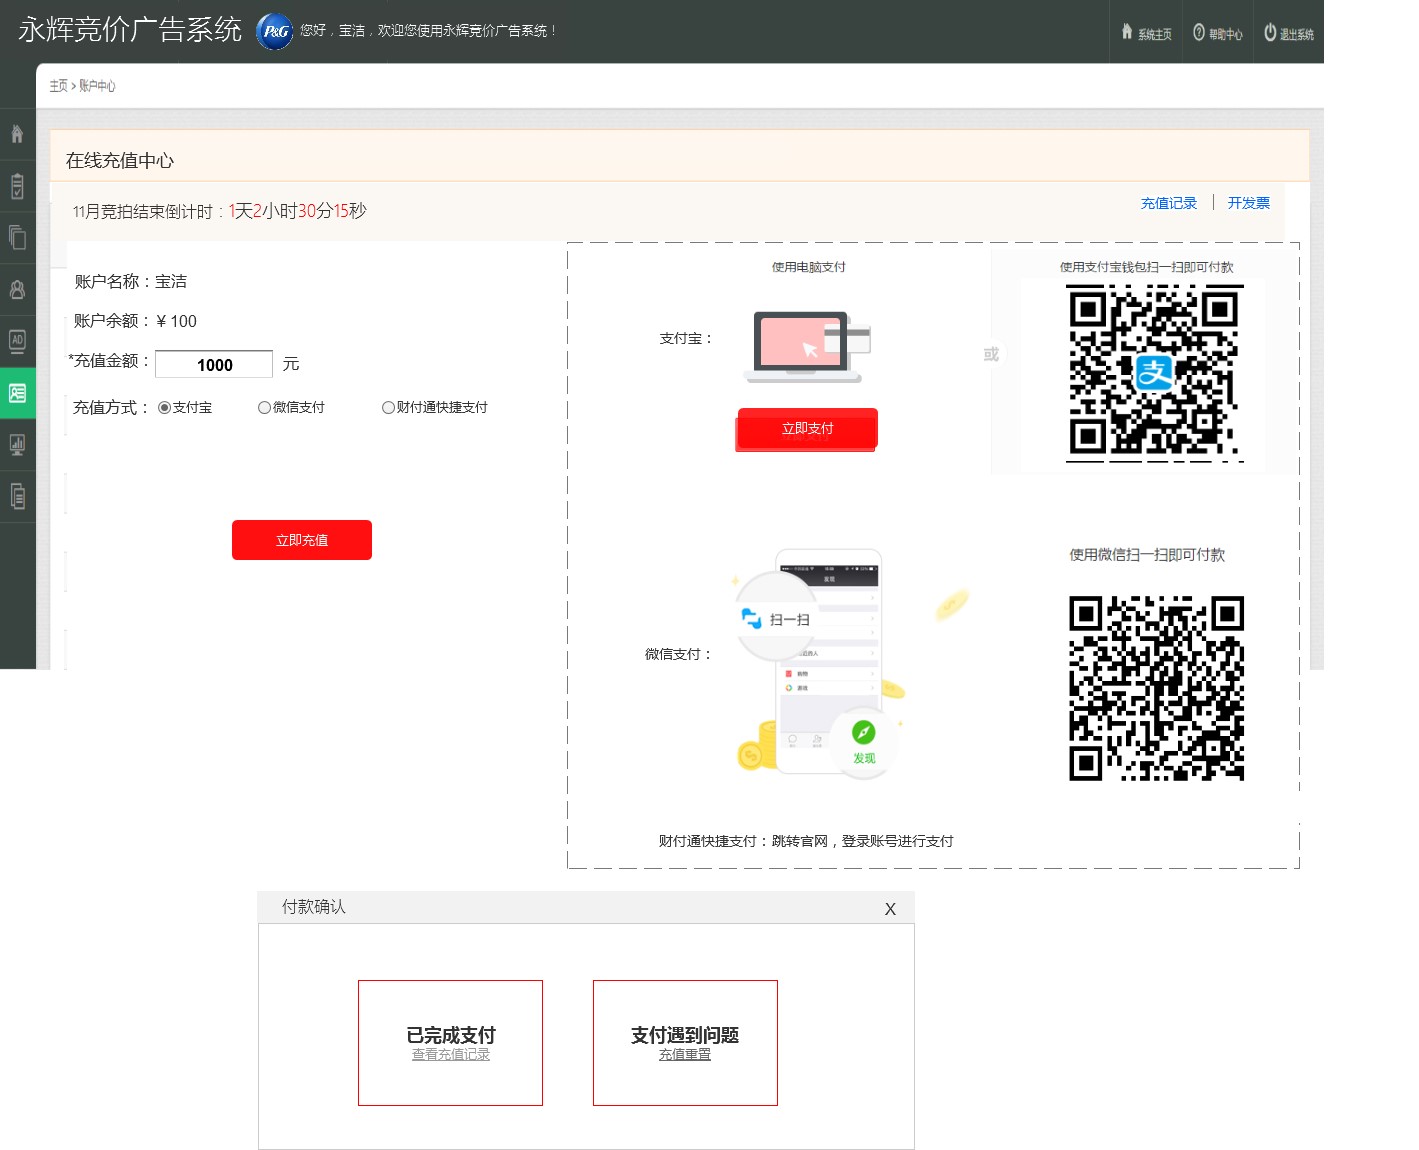 永辉竞价广告系统
P&G
您好，宝洁，欢迎您使用永辉竞价广告系统！
系统主页
帮助中心
退出系统
主页 > 账户中心
AD
在线充值中心
11月竞拍结束倒计时：1天2小时30分15秒
充值记录
开发票
账户名称：宝洁
账户余额：¥ 100
*充值金额：
1000
元
充值方式：
支付宝
微信支付
财付通快捷支付
立即充值
使用电脑支付
支付宝：
立即支付
或
使用支付宝钱包扫一扫即可付款
支
微信支付：
发现
扫一扫
购物
游戏
发现
使用微信扫一扫即可付款
财付通快捷支付：跳转官网，登录账号进行支付
付款确认
X
已完成支付
查看充值记录
支付遇到问题
充值重置